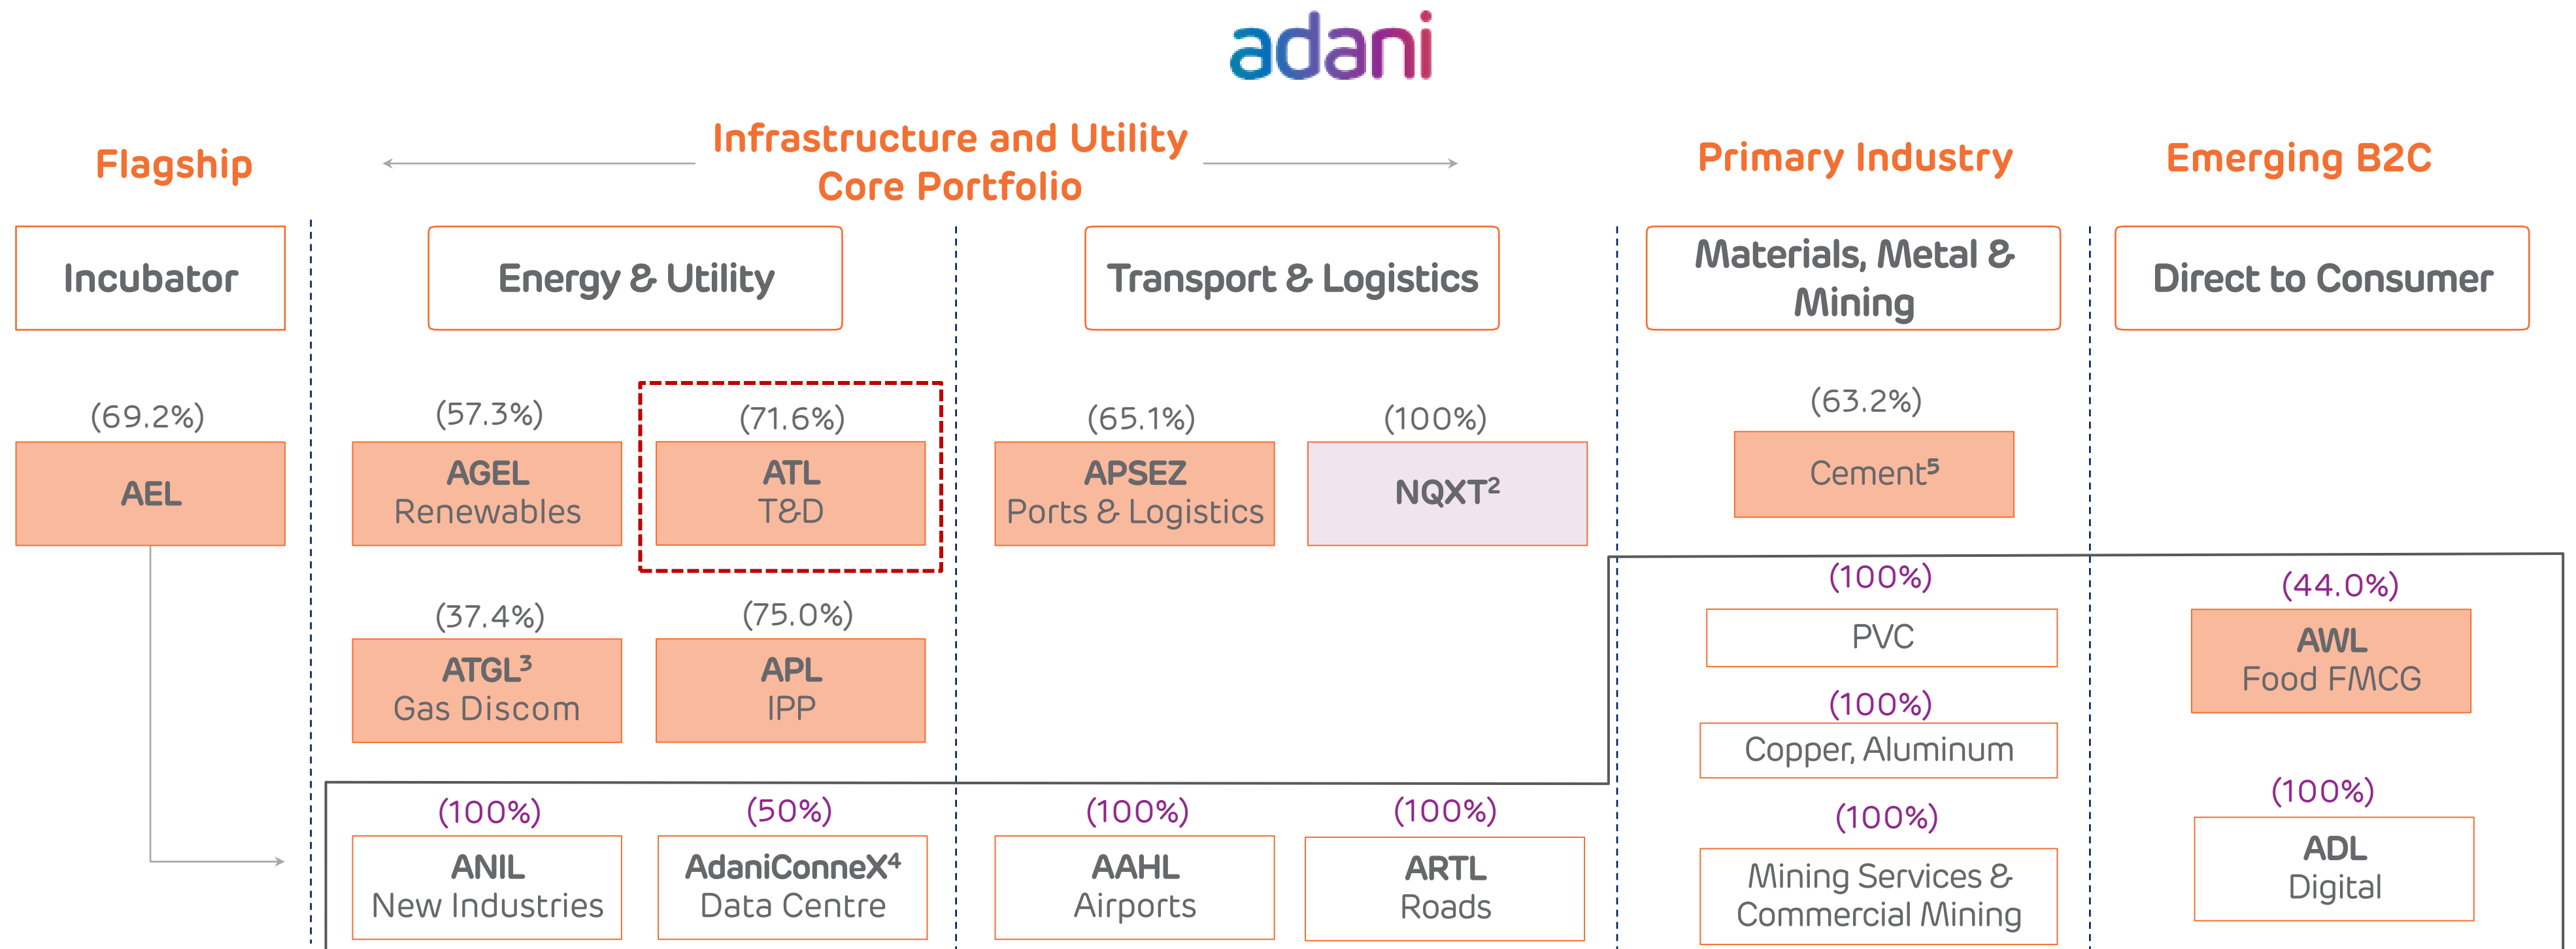 adani
Flagship
Infrastructure and Utility
Core Portfolio
Primary Industry
Emerging B2C
Incubator
Energy & Utility
Transport & Logistics
Materials, Metal &
Mining
Direct to Consumer
(69.2%)
AEL
(57.3%)
AGEL
Renewables
(71.6%)
ATL
T&D
(65.1%)
APSEZ
Ports & Logistics
(100%)
NQXT²
(63.2%)
Cement⁵
(37.4%)
ATGL³
Gas Discom
(75.0%)
APL
IPP
(100%)
PVC
(44.0%)
AWL
Food FMCG
(100%)
Copper, Aluminum
(100%)
ANIL
New Industries
(50%)
AdaniConneX⁴
Data Centre
(100%)
AAHL
Airports
(100%)
ARTL
Roads
(100%)
Mining Services &
Commercial Mining
(100%)
ADL
Digital